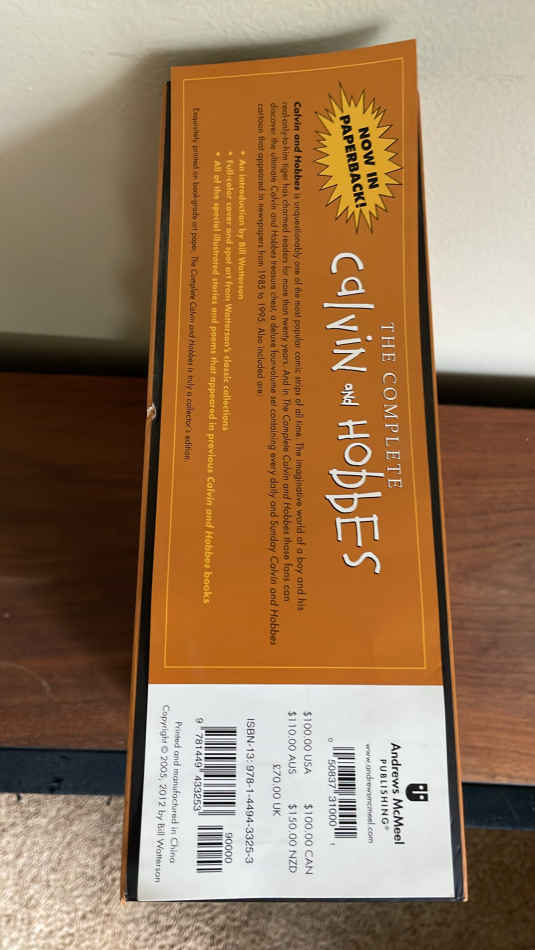 NOW IN
PAPERBACK!
THE COMPLETE
CalViN AND HObbES
Calvin and Hobbes is unquestionably one of the most popular comic strips of all time. The imaginative world of a boy and his
real-only-to-him tiger has charmed readers for more than twenty years. And in The Complete Calvin and Hobbes those fans can
discover the ultimate Calvin and Hobbes treasure chest, a deluxe four-volume set containing every daily and Sunday Calvin and Hobbes
cartoon that appeared in newspapers from 1985 to 1995. Also included are:
• An introduction by Bill Watterson
• Full-color cover and spot art from Watterson's classic collections
• All of the special illustrated stories and poems that appeared in previous Calvin and Hobbes books
Exquisitely printed on book-grade art paper, The Complete Calvin and Hobbes is truly a collector's edition.
Andrews McMeel
PUBLISHING®
www.andrewsmcmeel.com
0 50837 31000 1
$100.00 USA $100.00 CAN
$110.00 AUS $150.00 NZD
£70.00 UK
ISBN-13: 978-1-4494-3325-3
90000
9 781449 433253
Printed and manufactured in China
Copyright © 2005, 2012 by Bill Watterson